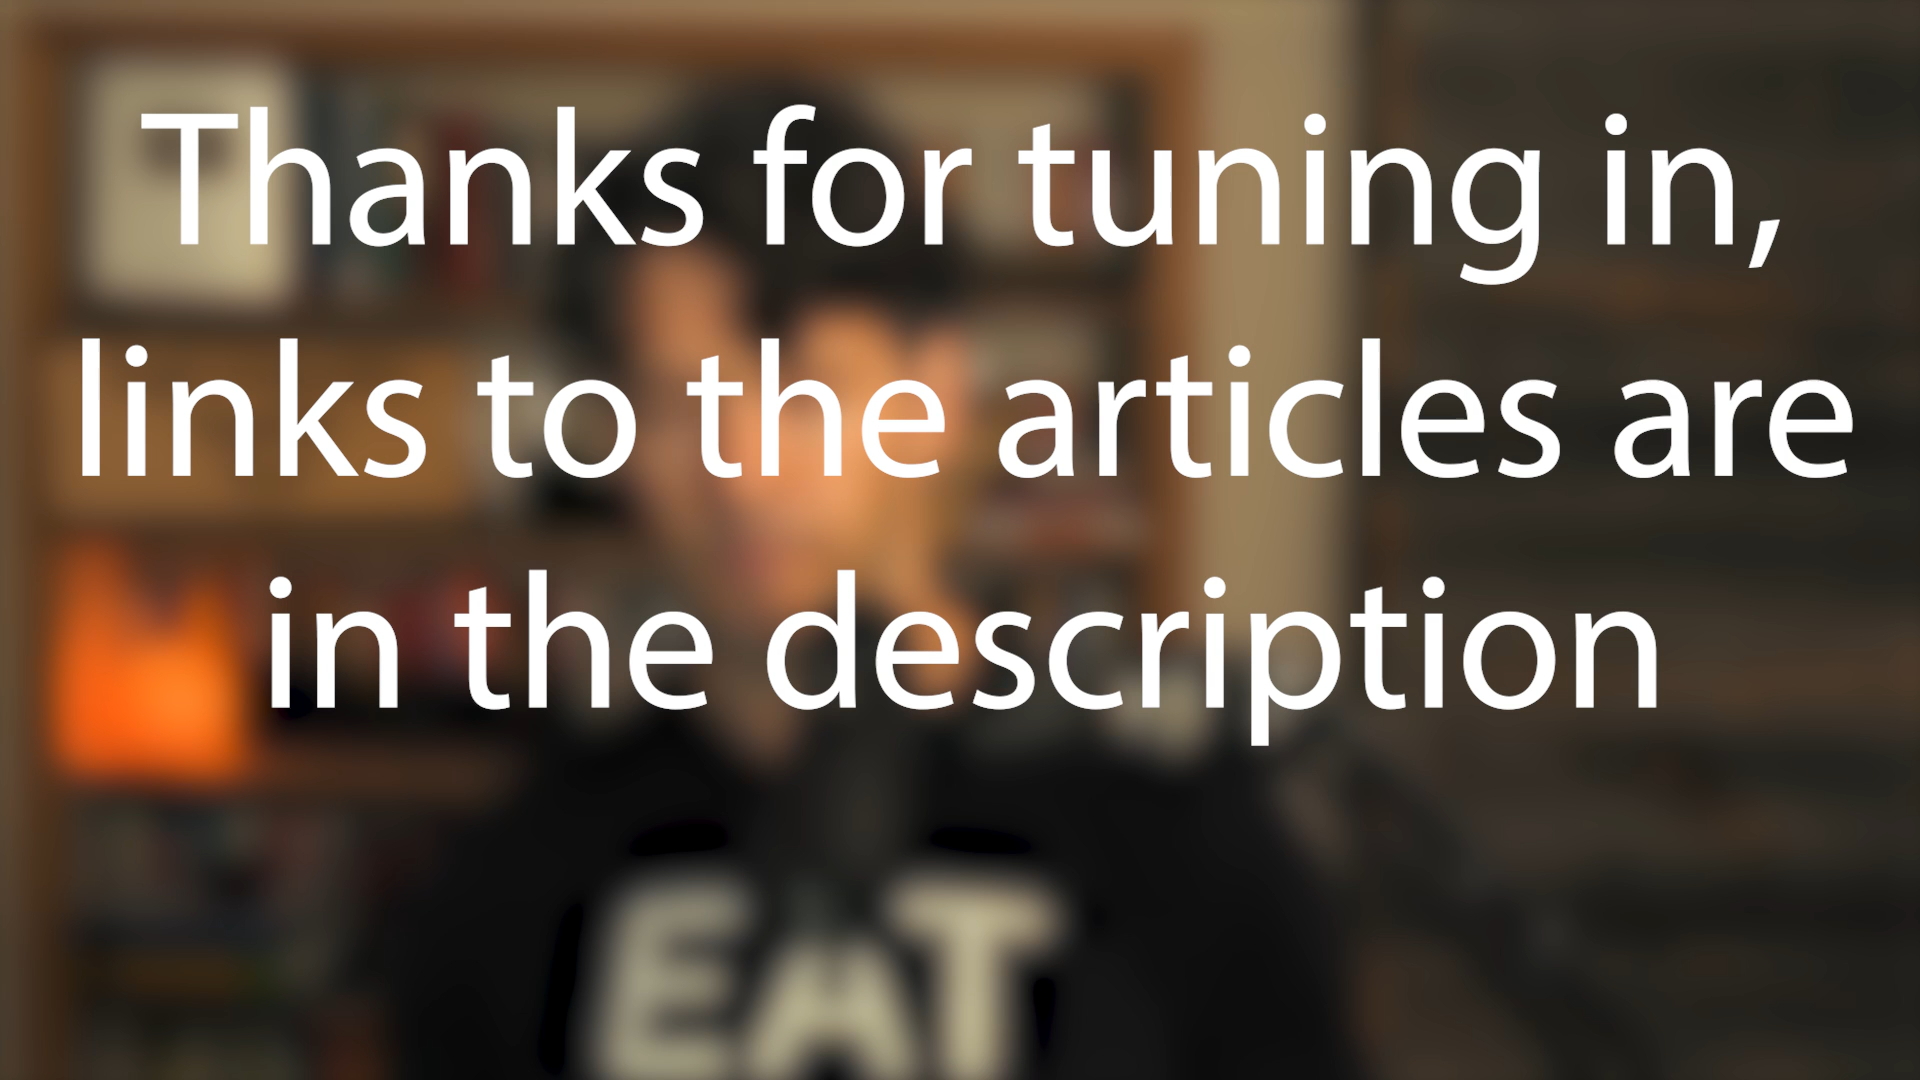 Thanks for tuning in,
links to the articles are
in the description
EAT